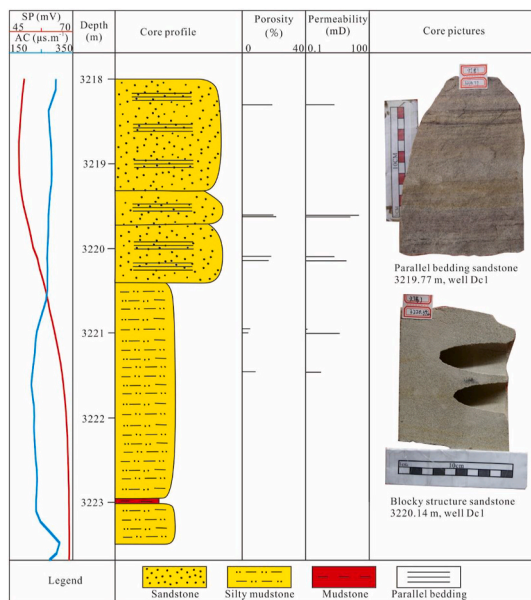 SP (mV)
45 70
AC (μs.m⁻¹)
150 350
Depth
(m)
Core profile
Porosity
(%)
0 40
Permeability
(mD)
0.1 100
Core pictures
3218
3219
3220
3221
3222
3223
Parallel bedding sandstone
3219.77 m, well Dc1
10cm
Blocky structure sandstone
3220.14 m, well Dc1
Legend
Sandstone
Silty mudstone
Mudstone
Parallel bedding